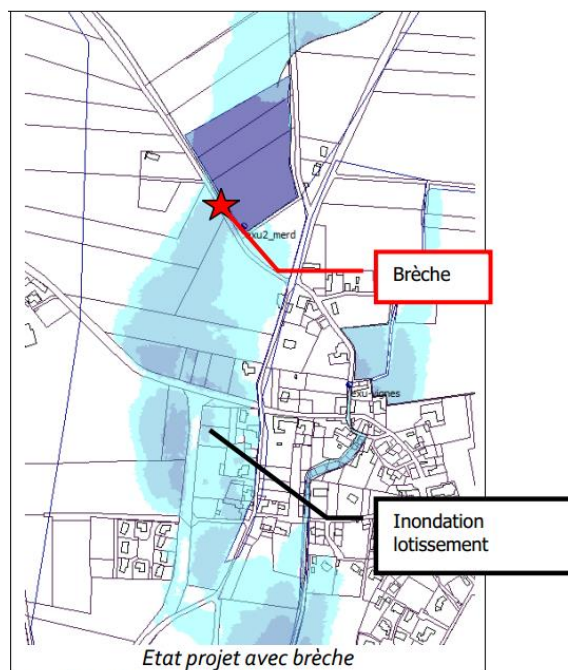 exu2_merd
Brèche
exu_vignes
Inondation
lotissement
Etat projet avec brèche